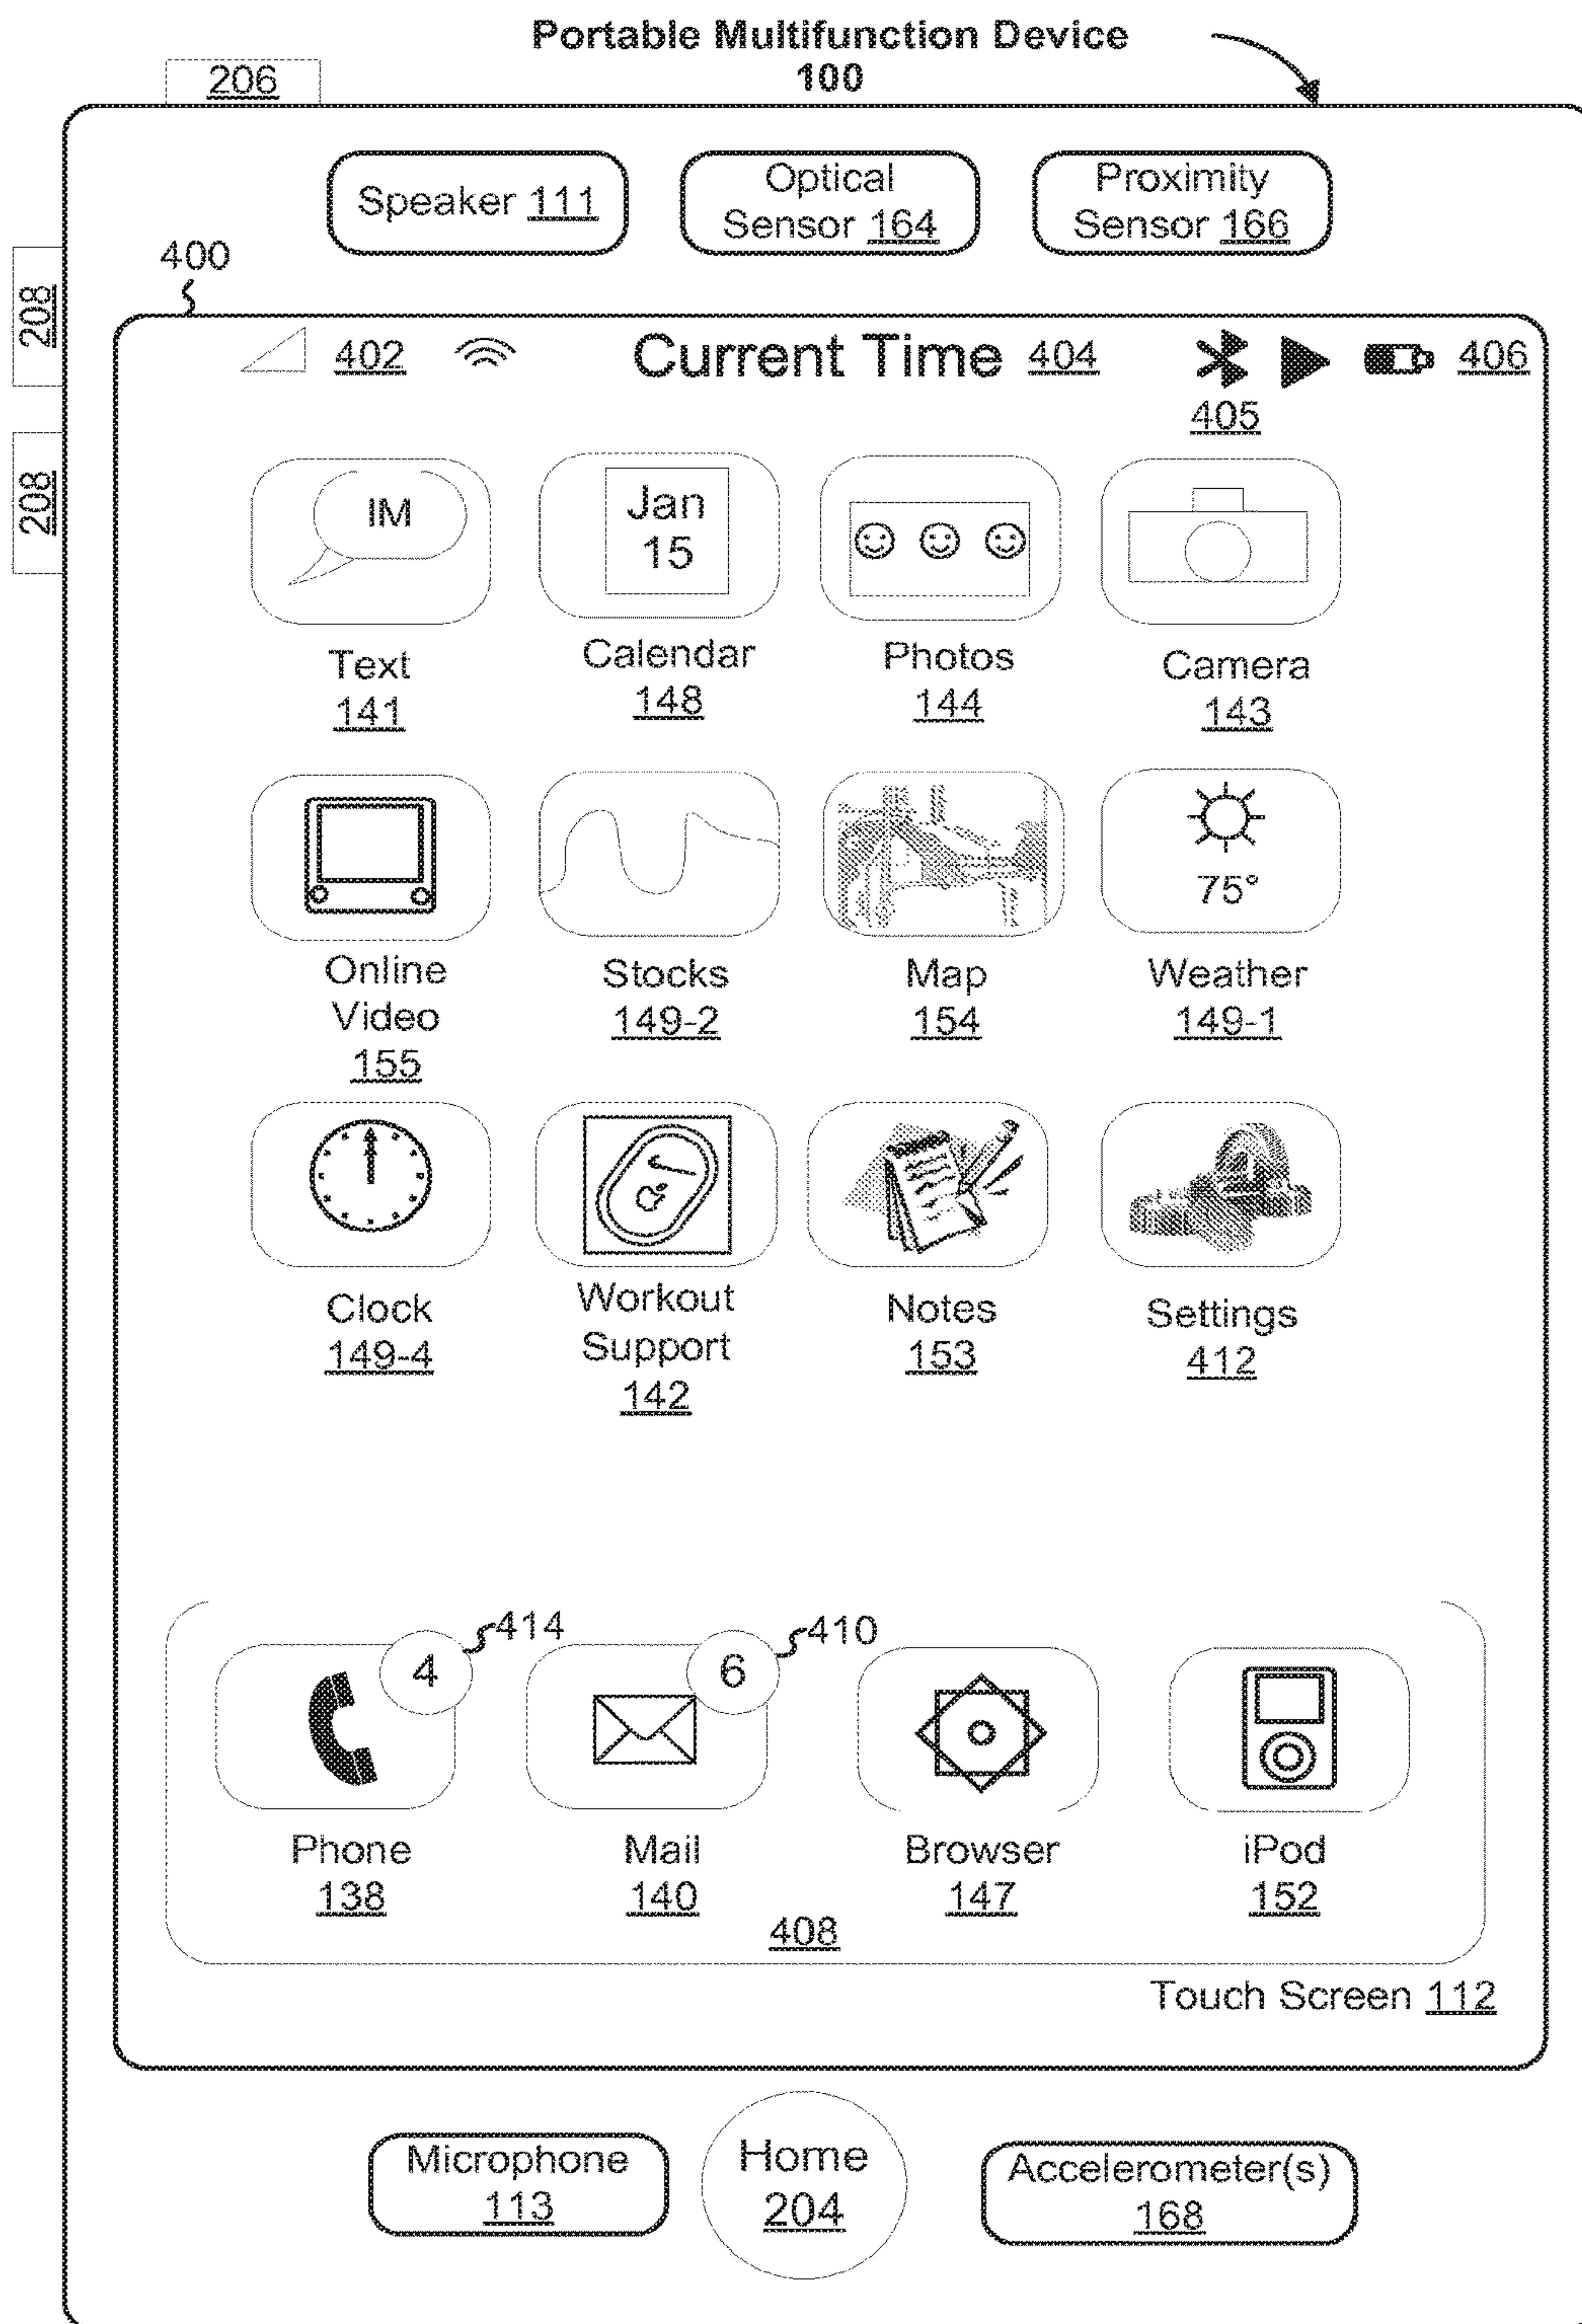 Portable Multifunction Device
100
206
Speaker 111
Optical
Sensor 164
Proximity
Sensor 166
400
208
208
402
Current Time 404
406
405
IM
Jan
15
Text
141
Calendar
148
Photos
144
Camera
143
75°
Online
Video
155
Stocks
149-2
Map
154
Weather
149-1
Clock
149-4
Workout
Support
142
Notes
153
Settings
412
4
414
6
410
Phone
138
Mail
140
Browser
147
iPod
152
408
Touch Screen 112
Microphone
113
Home
204
Accelerometer(s)
168